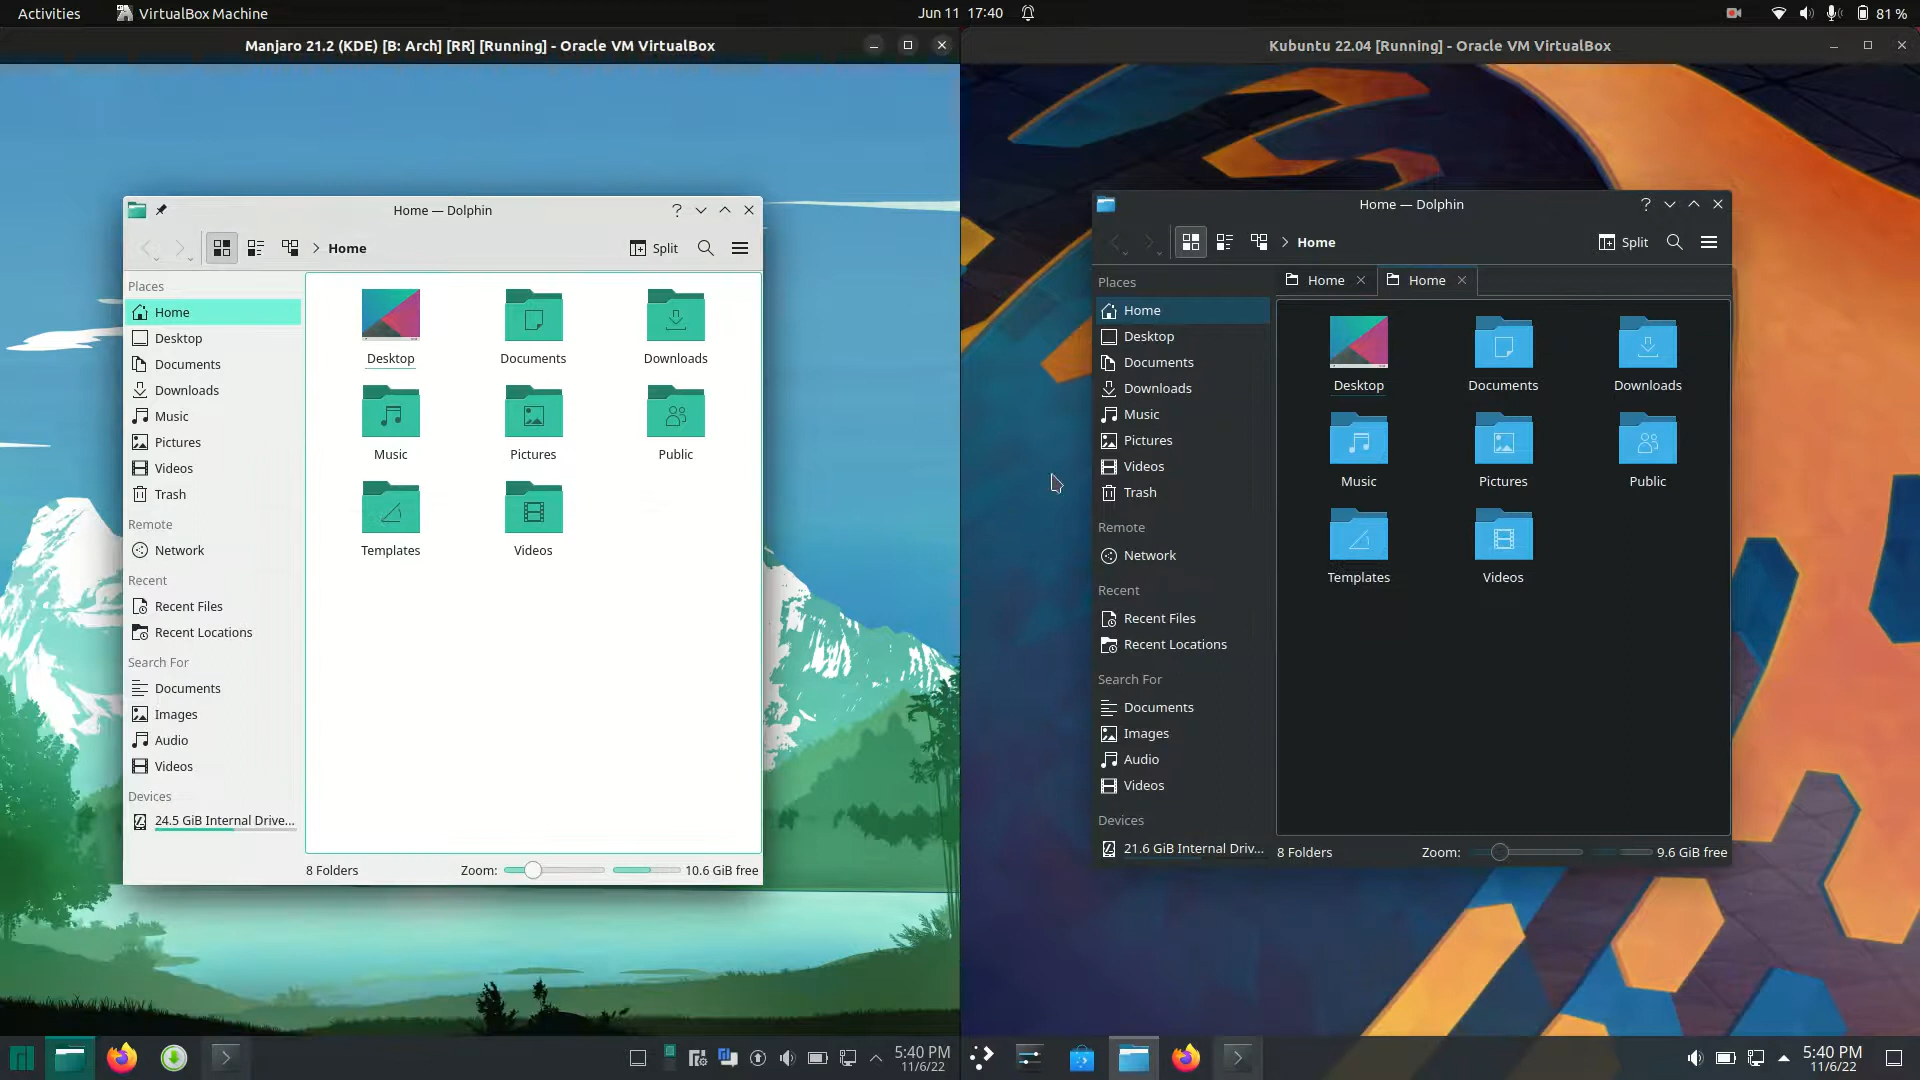 Activities
VirtualBox Machine
Jun 11 17:40
81 %
Manjaro 21.2 (KDE) [B: Arch] [RR] [Running] - Oracle VM VirtualBox
Kubuntu 22.04 [Running] - Oracle VM VirtualBox
Home — Dolphin
Home
Split
Places
Home
Desktop
Documents
Downloads
Music
Pictures
Videos
Trash
Remote
Network
Recent
Recent Files
Recent Locations
Search For
Documents
Images
Audio
Videos
Devices
24.5 GiB Internal Drive...
Desktop
Documents
Downloads
Music
Pictures
Public
Templates
Videos
8 Folders
Zoom:
10.6 GiB free
5:40 PM
11/6/22
Home — Dolphin
Home
Split
Places
Home
Desktop
Documents
Downloads
Music
Pictures
Videos
Trash
Remote
Network
Recent
Recent Files
Recent Locations
Search For
Documents
Images
Audio
Videos
Devices
21.6 GiB Internal Driv...
Home
Home
Desktop
Documents
Downloads
Music
Pictures
Public
Templates
Videos
8 Folders
Zoom:
9.6 GiB free
5:40 PM
11/6/22